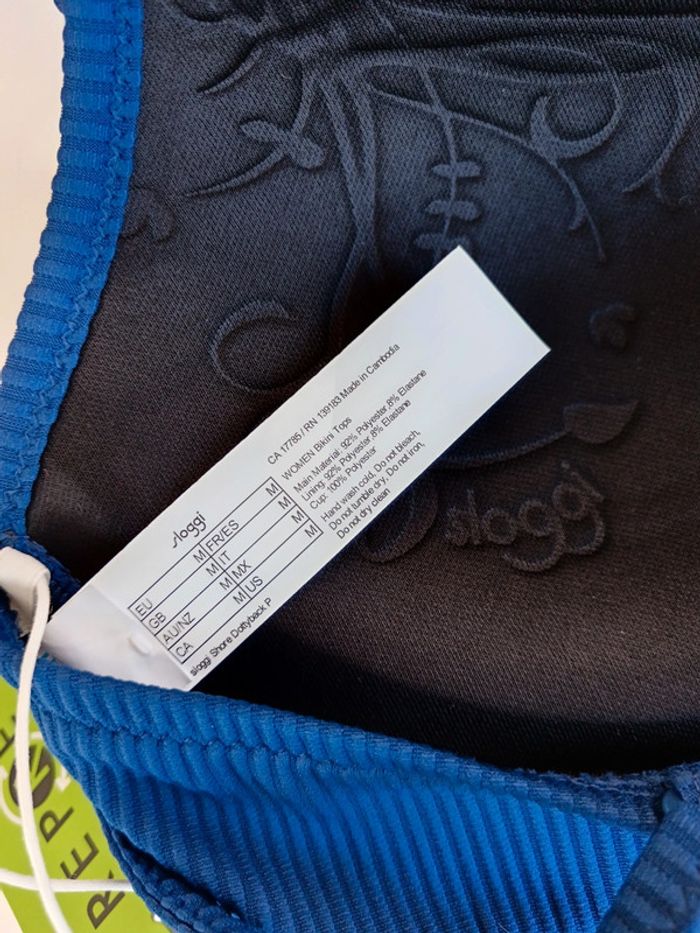 sloggi
EU M FR/ES M
GB M IT M
AU/NZ M MX M
CA M US M
sloggi Shore Dottyback P
CA 17785 / RN 139183 Made in Cambodia
WOMEN Bikini Tops
Main Material: 92% Polyester,8% Elastane
Lining: 92% Polyester,8% Elastane
Cup: 100% Polyester
Hand wash cold, Do not bleach,
Do not tumble dry, Do not iron,
Do not dry clean
sloggi